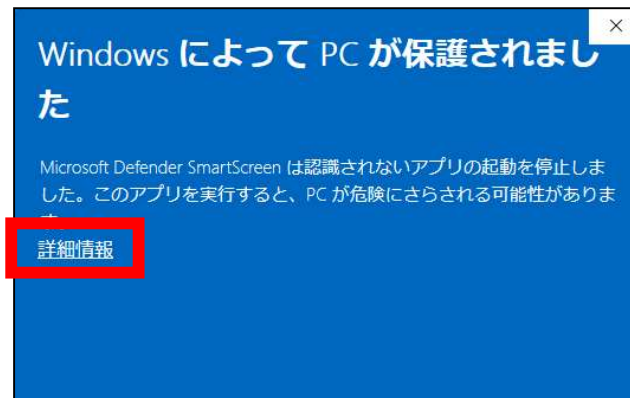 Windows によって PC が保護されまし
た
Microsoft Defender SmartScreen は認識されないアプリの起動を停止しま
した。このアプリを実行すると、PC が危険にさらされる可能性がありま
す。
詳細情報